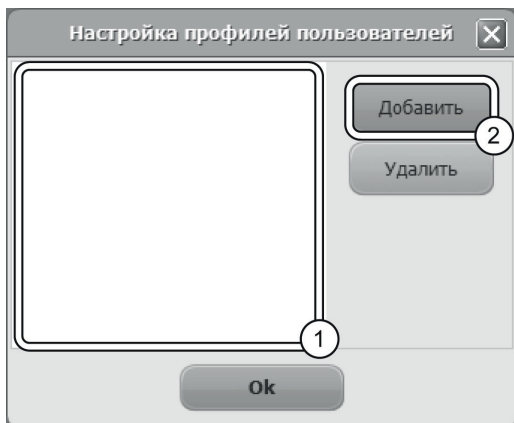 Настройка профилей пользователей
Добавить
2
Удалить
1
Ok